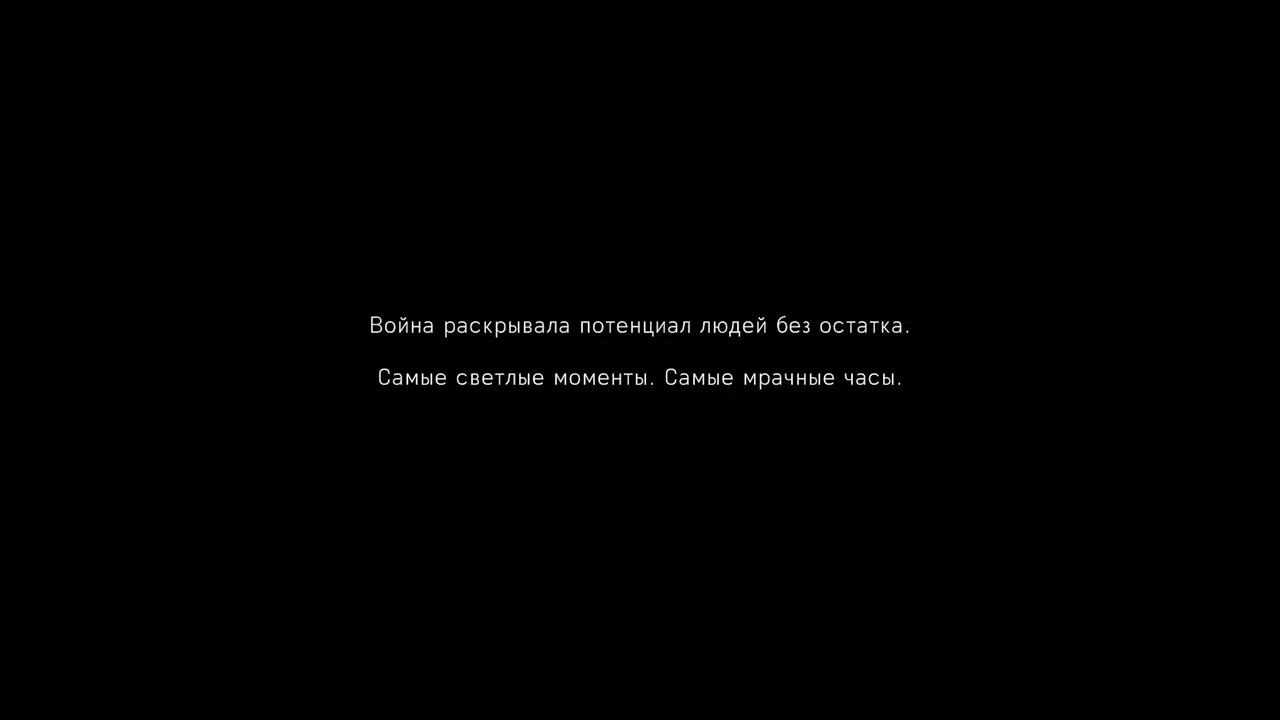 Война раскрывала потенциал людей без остатка.
Самые светлые моменты. Самые мрачные часы.